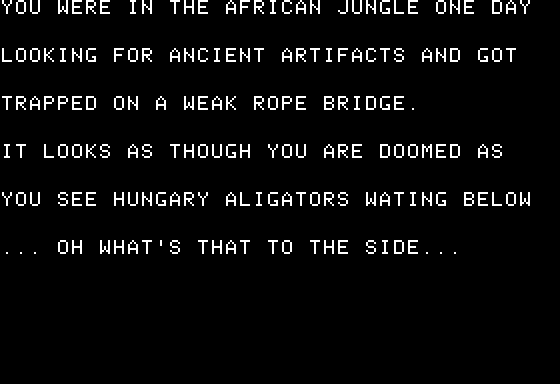 YOU WERE IN THE AFRICAN JUNGLE ONE DAY
LOOKING FOR ANCIENT ARTIFACTS AND GOT
TRAPPED ON A WEAK ROPE BRIDGE.
IT LOOKS AS THOUGH YOU ARE DOOMED AS
YOU SEE HUNGARY ALIGATORS WATING BELOW
... OH WHAT'S THAT TO THE SIDE...